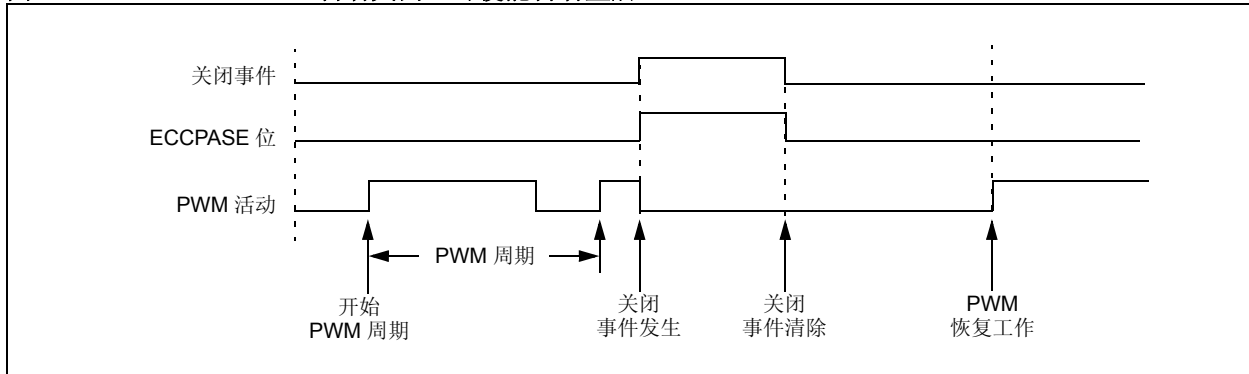 关闭事件
ECCPASE 位
PWM 活动
PWM 周期
开始
PWM 周期
关闭
事件发生
关闭
事件清除
PWM
恢复工作